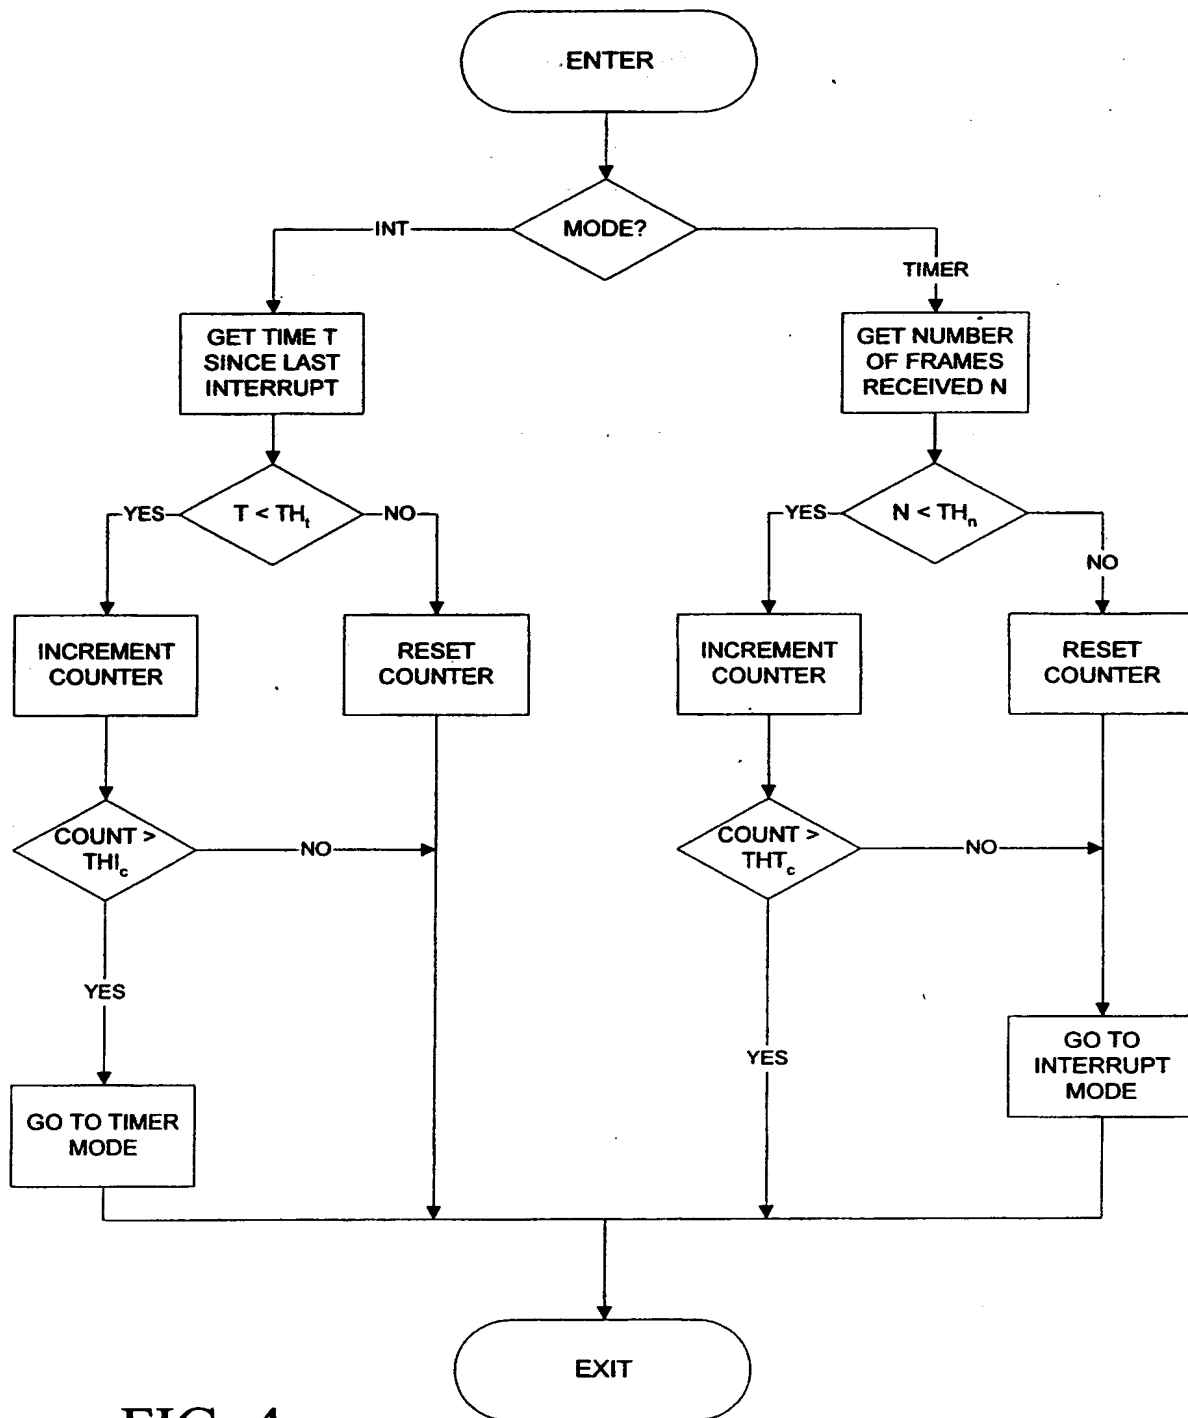 ENTER
MODE?
INT
TIMER
GET TIME T
SINCE LAST
INTERRUPT
GET NUMBER
OF FRAMES
RECEIVED N
YES
T < THt
NO
YES
N < THn
NO
INCREMENT
COUNTER
RESET
COUNTER
INCREMENT
COUNTER
RESET
COUNTER
COUNT >
THIc
NO
COUNT >
THTc
NO
YES
YES
GO TO
INTERRUPT
MODE
GO TO TIMER
MODE
EXIT
FIG. 4